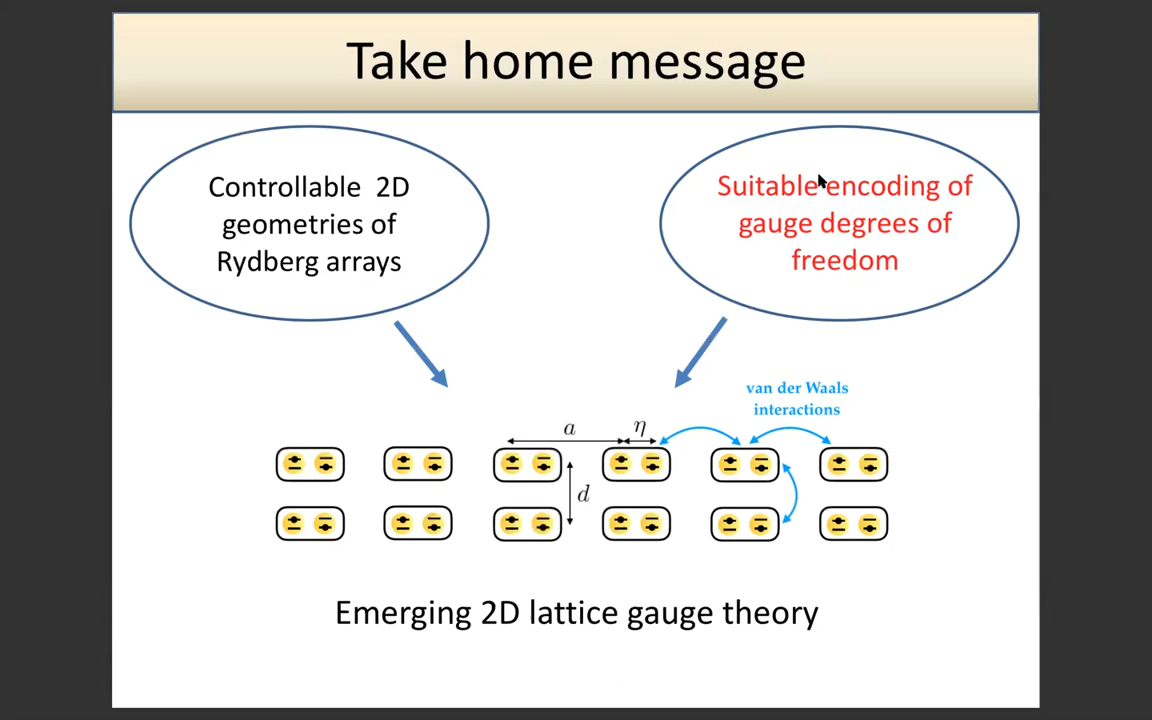 Take home message
Controllable 2D
geometries of
Rydberg arrays
Suitable encoding of
gauge degrees of
freedom
van der Waals
interactions
a
η
d
Emerging 2D lattice gauge theory